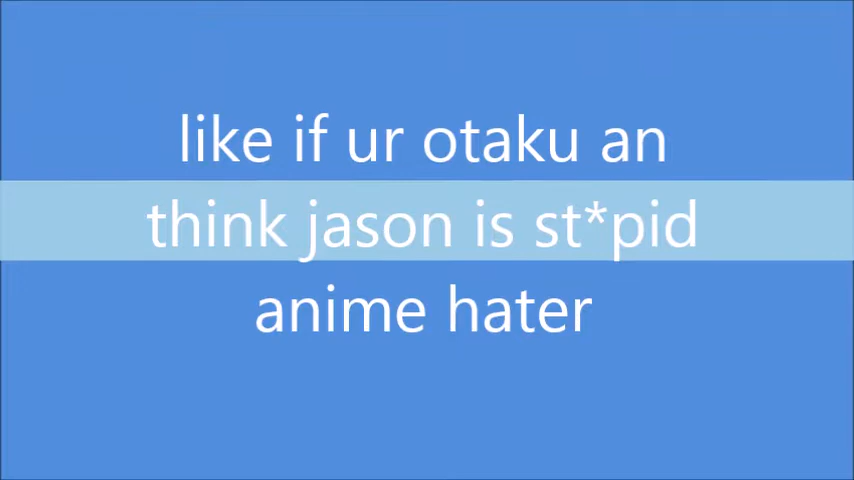 like if ur otaku an
think jason is st*pid
anime hater